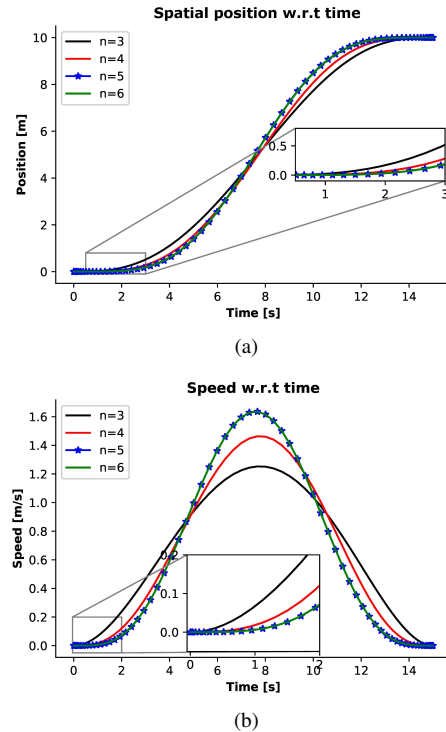 Spatial position w.r.t time
10
8
6
4
2
0
Position [m]
n=3
n=4
n=5
n=6
0.5
0.0
1
2
3
0
2
4
6
8
10
12
14
Time [s]
(a)
Speed w.r.t time
1.6
1.4
1.2
1.0
0.8
0.6
0.4
0.2
0.0
Speed [m/s]
n=3
n=4
n=5
n=6
0.2
0.1
0.0
0
1
2
0
2
4
6
8
10
12
14
Time [s]
(b)